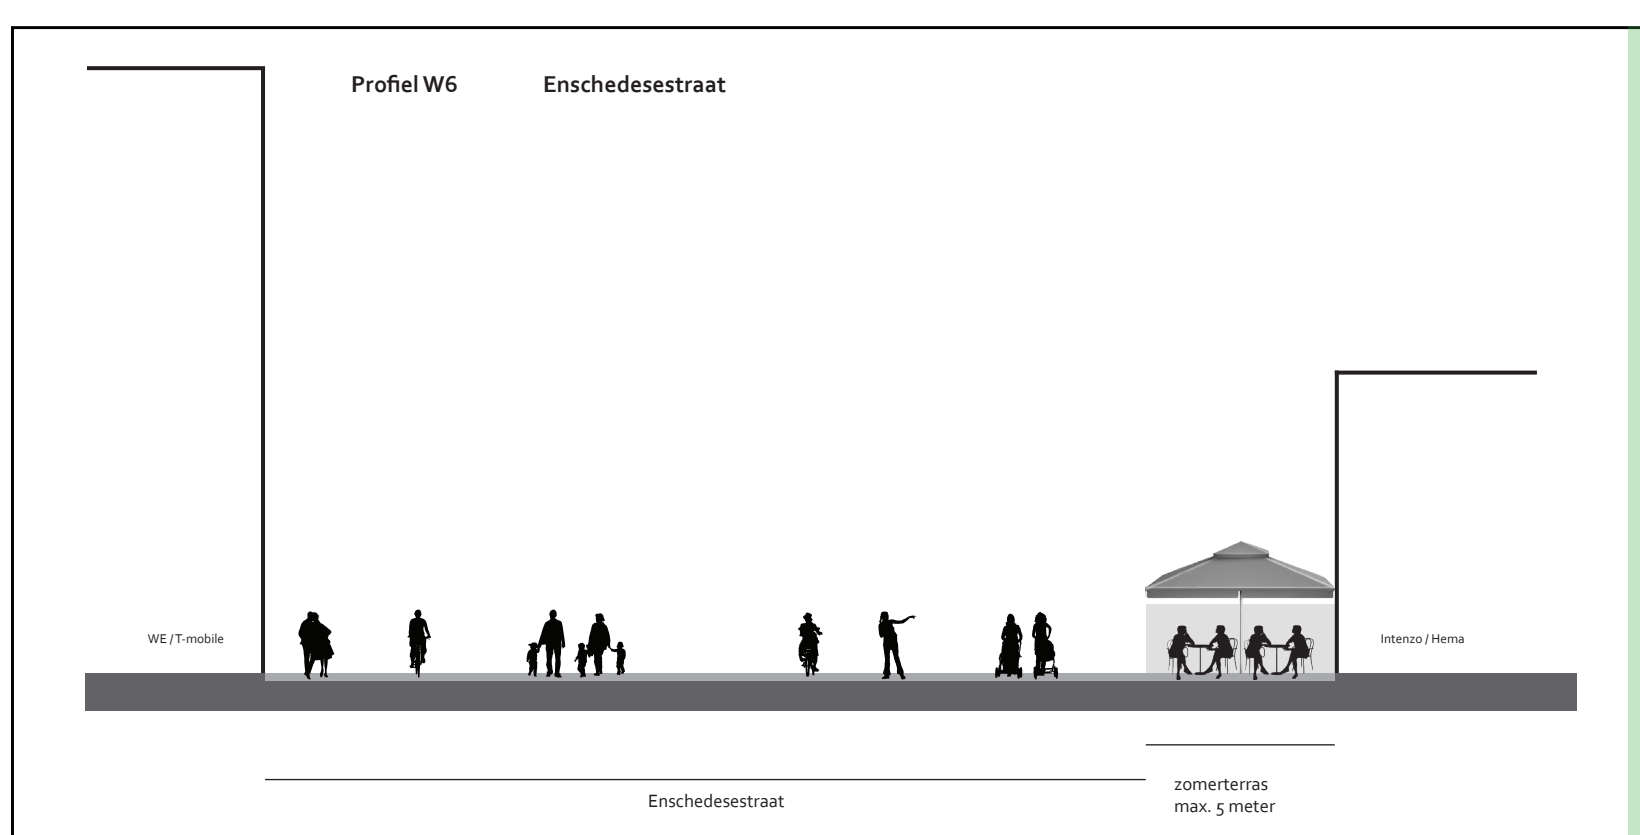 Profiel W6 Enschedesestraat
WE / T-mobile
Intenzo / Hema
Enschedesestraat
zomerterras
max. 5 meter